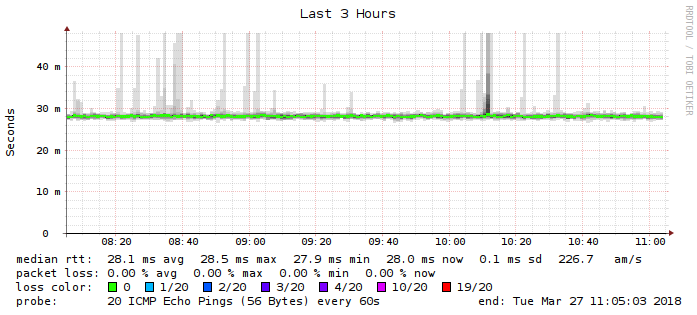 Last 3 Hours
RRDTOOL / TOBI OETIKER
Seconds
40 m
30 m
20 m
10 m
0
08:20 08:40 09:00 09:20 09:40 10:00 10:20 10:40 11:00
median rtt: 28.1 ms avg 28.5 ms max 27.9 ms min 28.0 ms now 0.1 ms sd 226.7 am/s
packet loss: 0.00 % avg 0.00 % max 0.00 % min 0.00 % now
loss color: 0 1/20 2/20 3/20 4/20 10/20 19/20
probe: 20 ICMP Echo Pings (56 Bytes) every 60s end: Tue Mar 27 11:05:03 2018